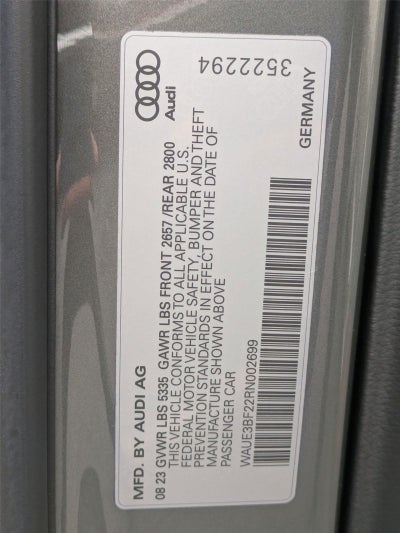 MFD. BY AUDI AG
Audi
08 23 GVWR LBS 5335 GAWR LBS FRONT 2657 /REAR 2800
THIS VEHICLE CONFORMS TO ALL APPLICABLE U.S.
FEDERAL MOTOR VEHICLE SAFETY, BUMPER AND THEFT
PREVENTION STANDARDS IN EFFECT ON THE DATE OF
MANUFACTURE SHOWN ABOVE
PASSENGER CAR
WAUE3BF22RN002699
GERMANY
3522294